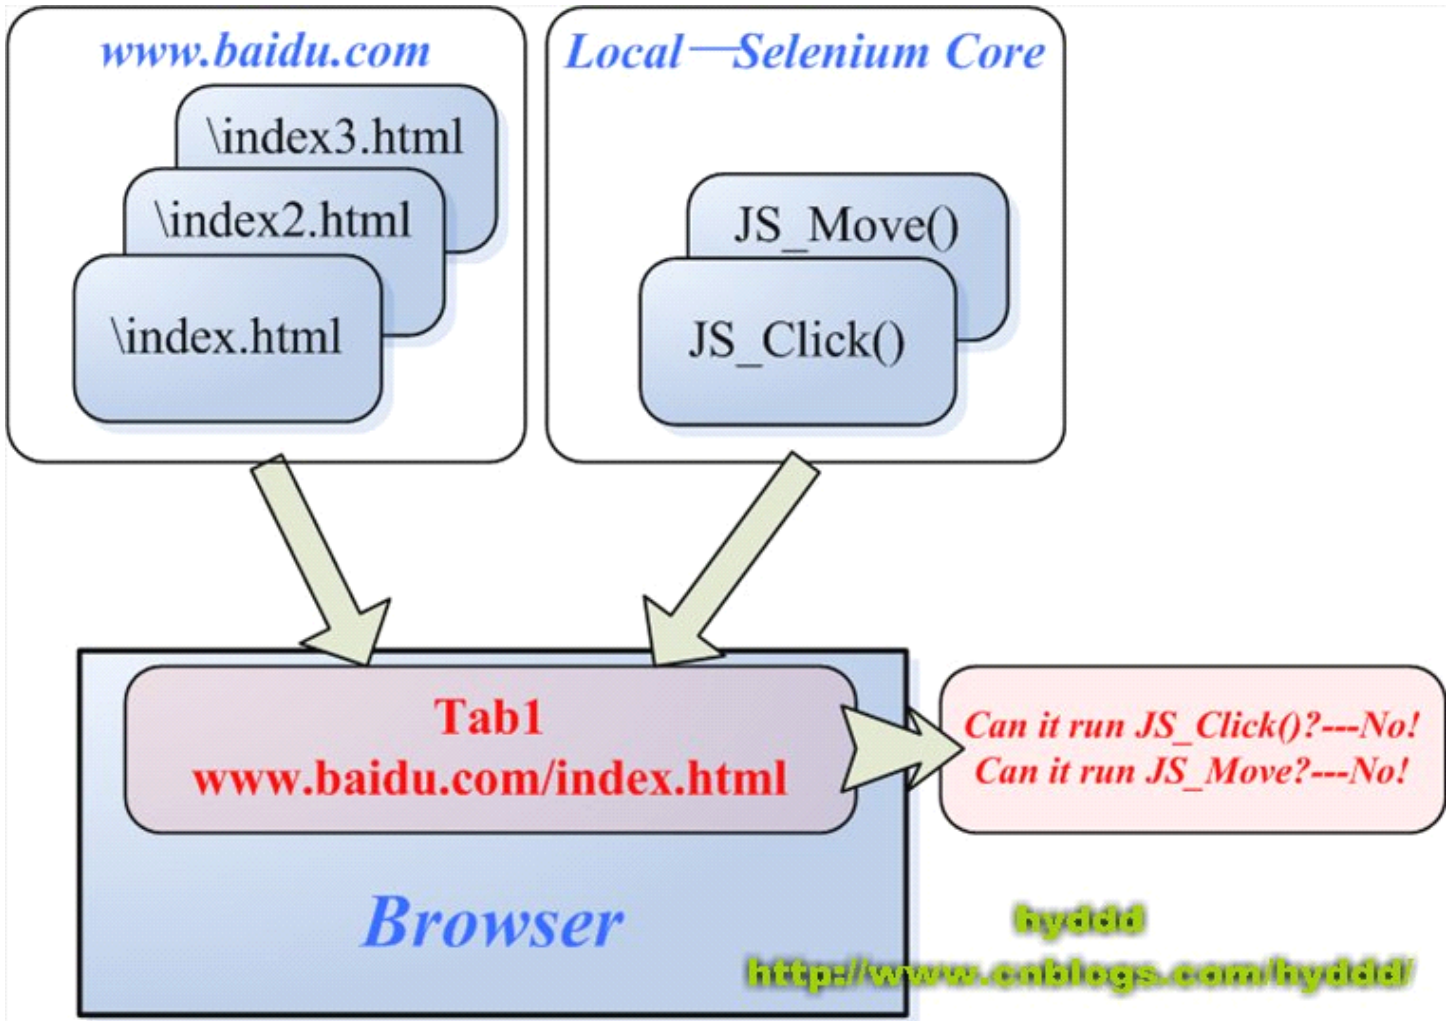 www.baidu.com
\index3.html
\index2.html
\index.html
Local—Selenium Core
JS_Move()
JS_Click()
Tab1
www.baidu.com/index.html
Can it run JS_Click()?---No!
Can it run JS_Move?---No!
Browser
hyddd
http://www.cnblogs.com/hyddd/